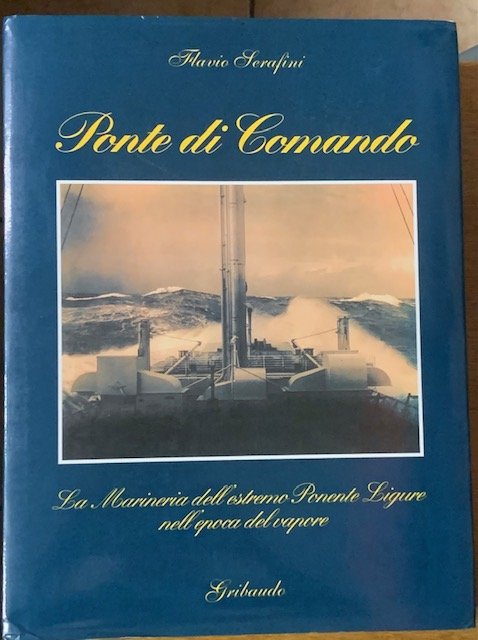 Flavio Serafini
Ponte di Comando
La Marineria dell'estremo Ponente Ligure
nell'epoca del vapore
Gribaudo